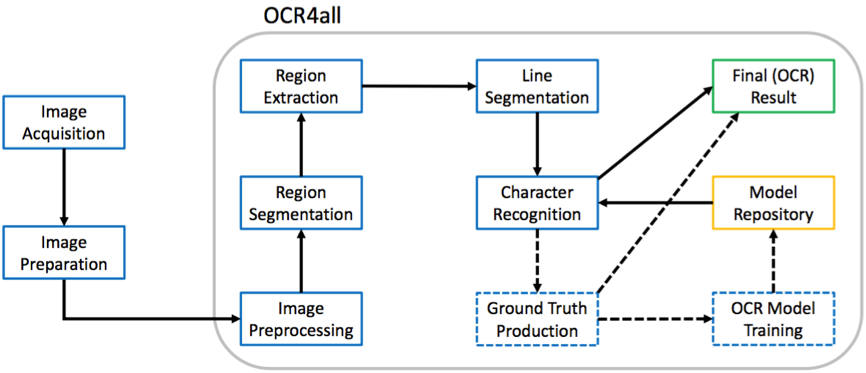 OCR4all
Image
Acquisition
Image
Preparation
Image
Preprocessing
Region
Segmentation
Region
Extraction
Line
Segmentation
Character
Recognition
Ground Truth
Production
OCR Model
Training
Model
Repository
Final (OCR)
Result